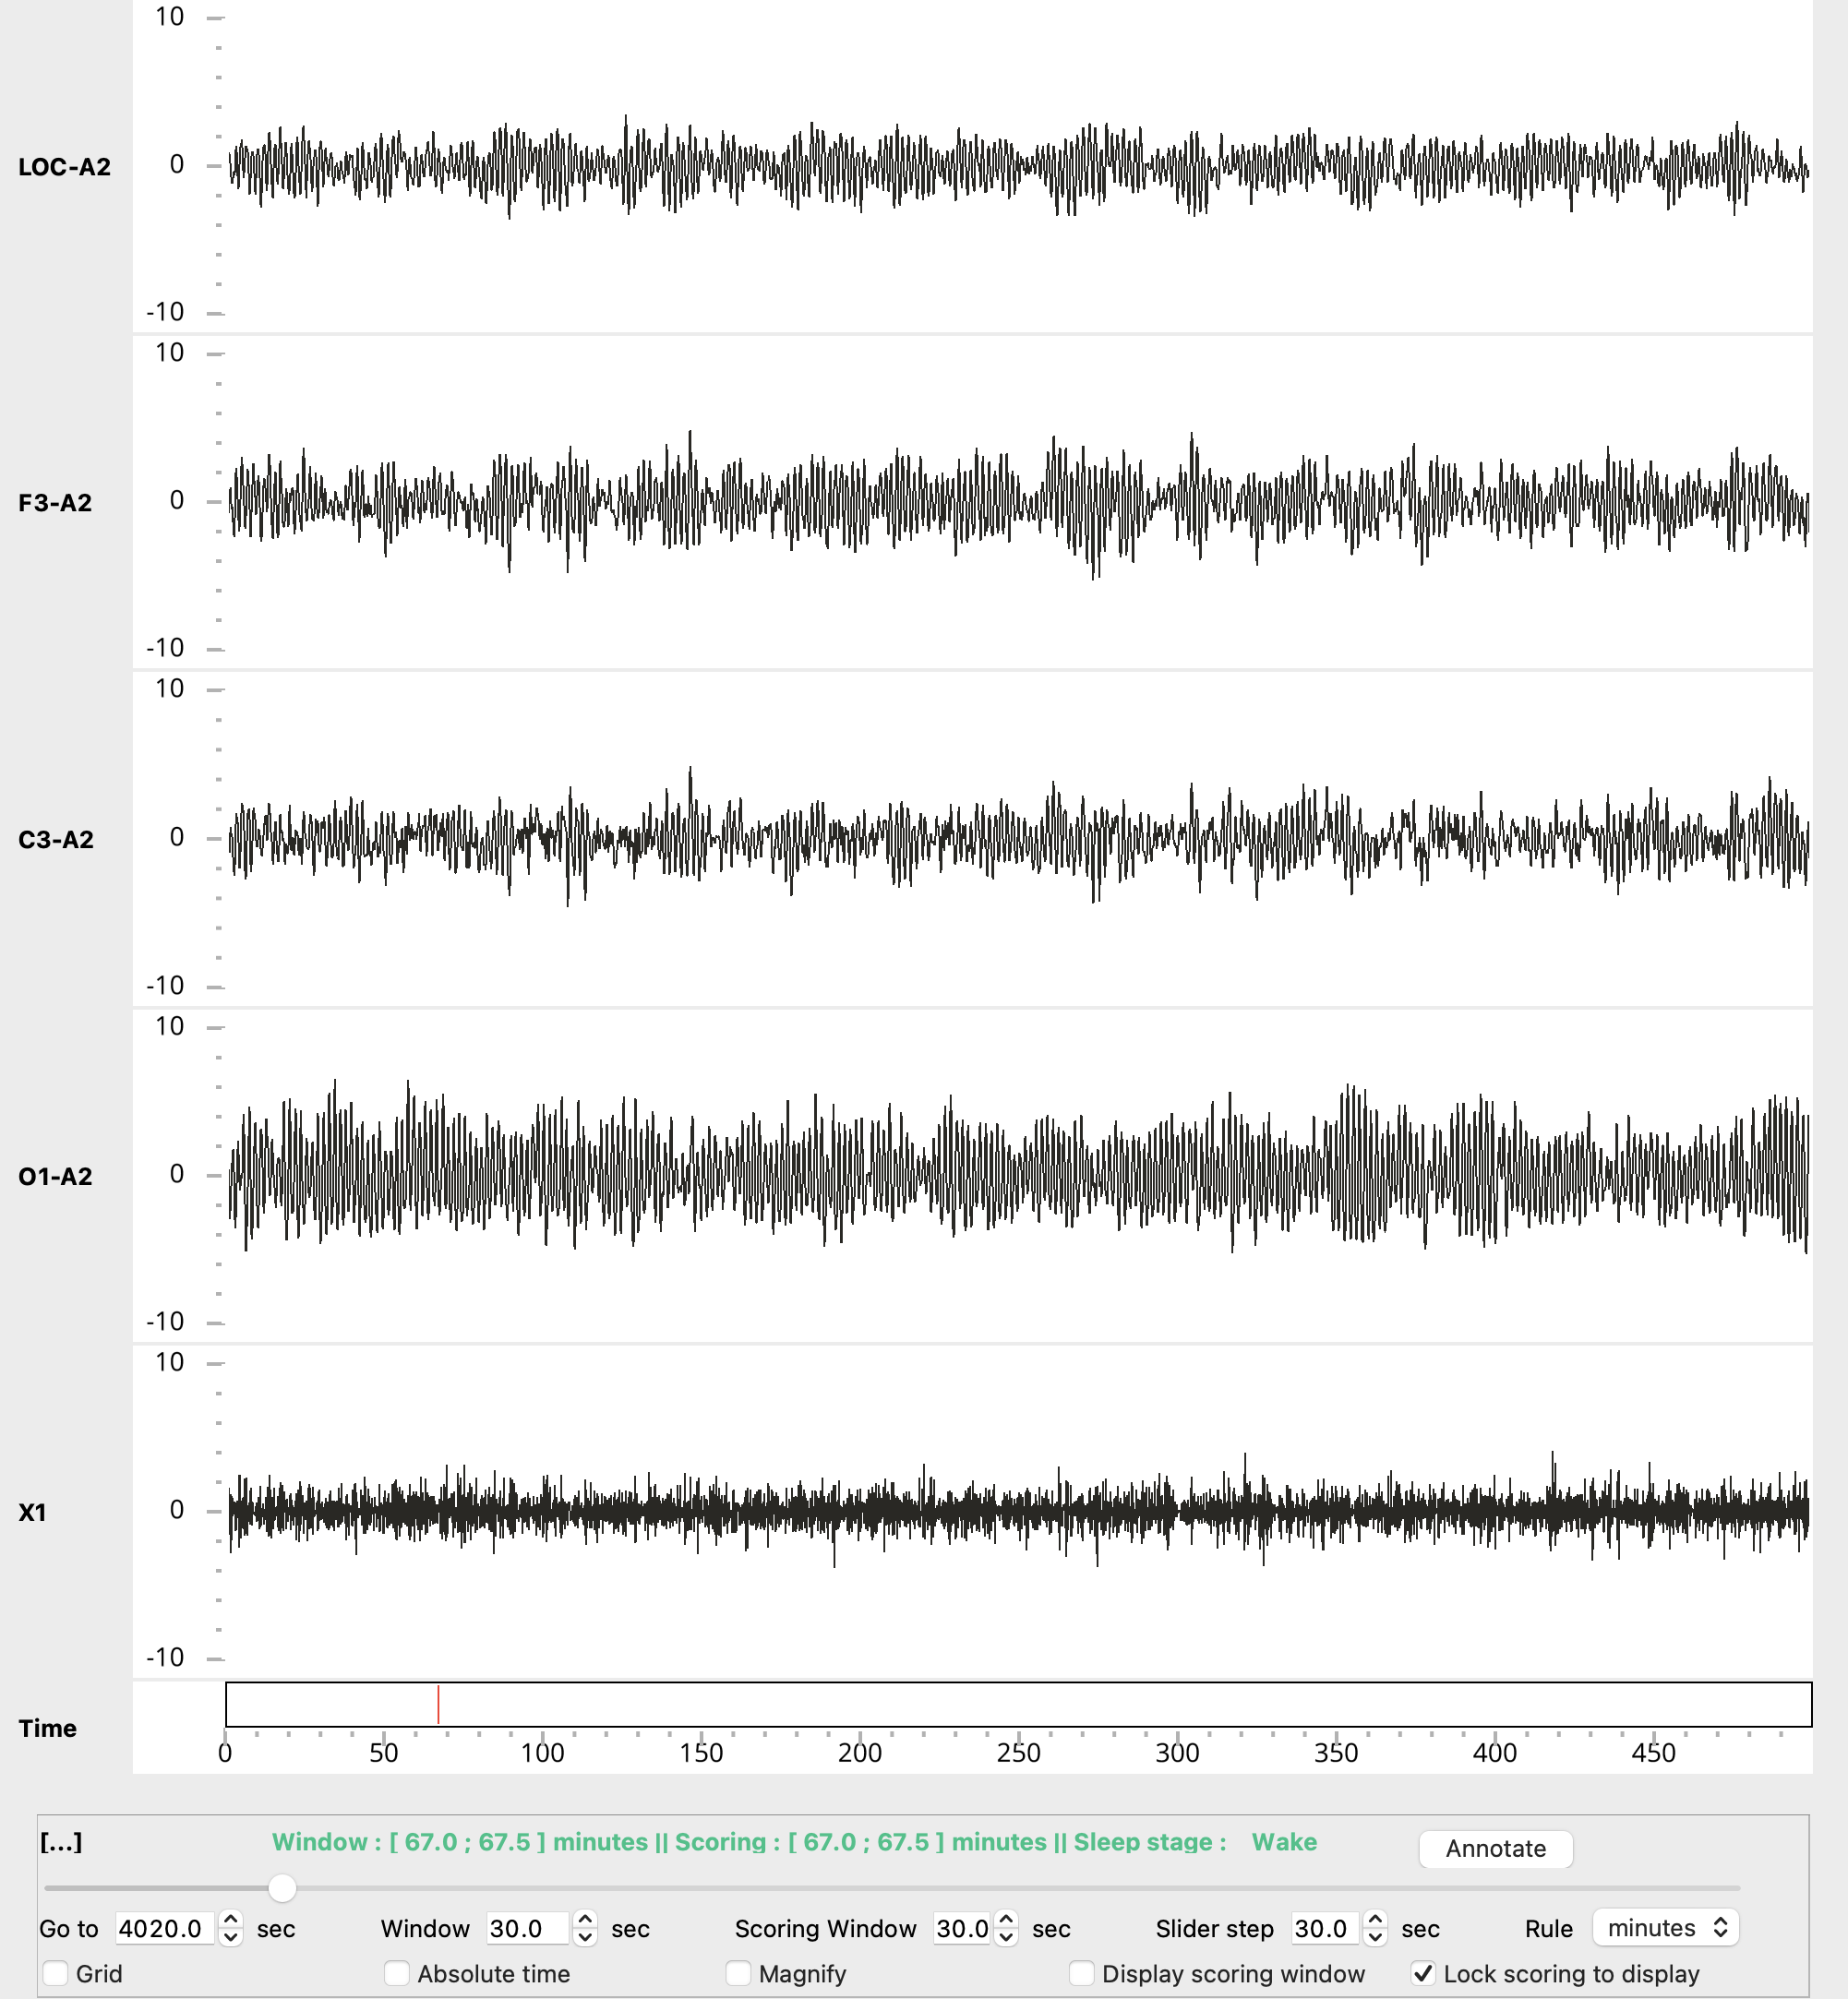 10
LOC-A2 0
-10
10
F3-A2 0
-10
10
C3-A2 0
-10
10
O1-A2 0
-10
10
X1 0
-10
Time
0 50 100 150 200 250 300 350 400 450
[...] Window : [ 67.0 ; 67.5 ] minutes || Scoring : [ 67.0 ; 67.5 ] minutes || Sleep stage : Wake Annotate
Go to 4020.0 sec Window 30.0 sec Scoring Window 30.0 sec Slider step 30.0 sec Rule minutes
Grid Absolute time Magnify Display scoring window Lock scoring to display